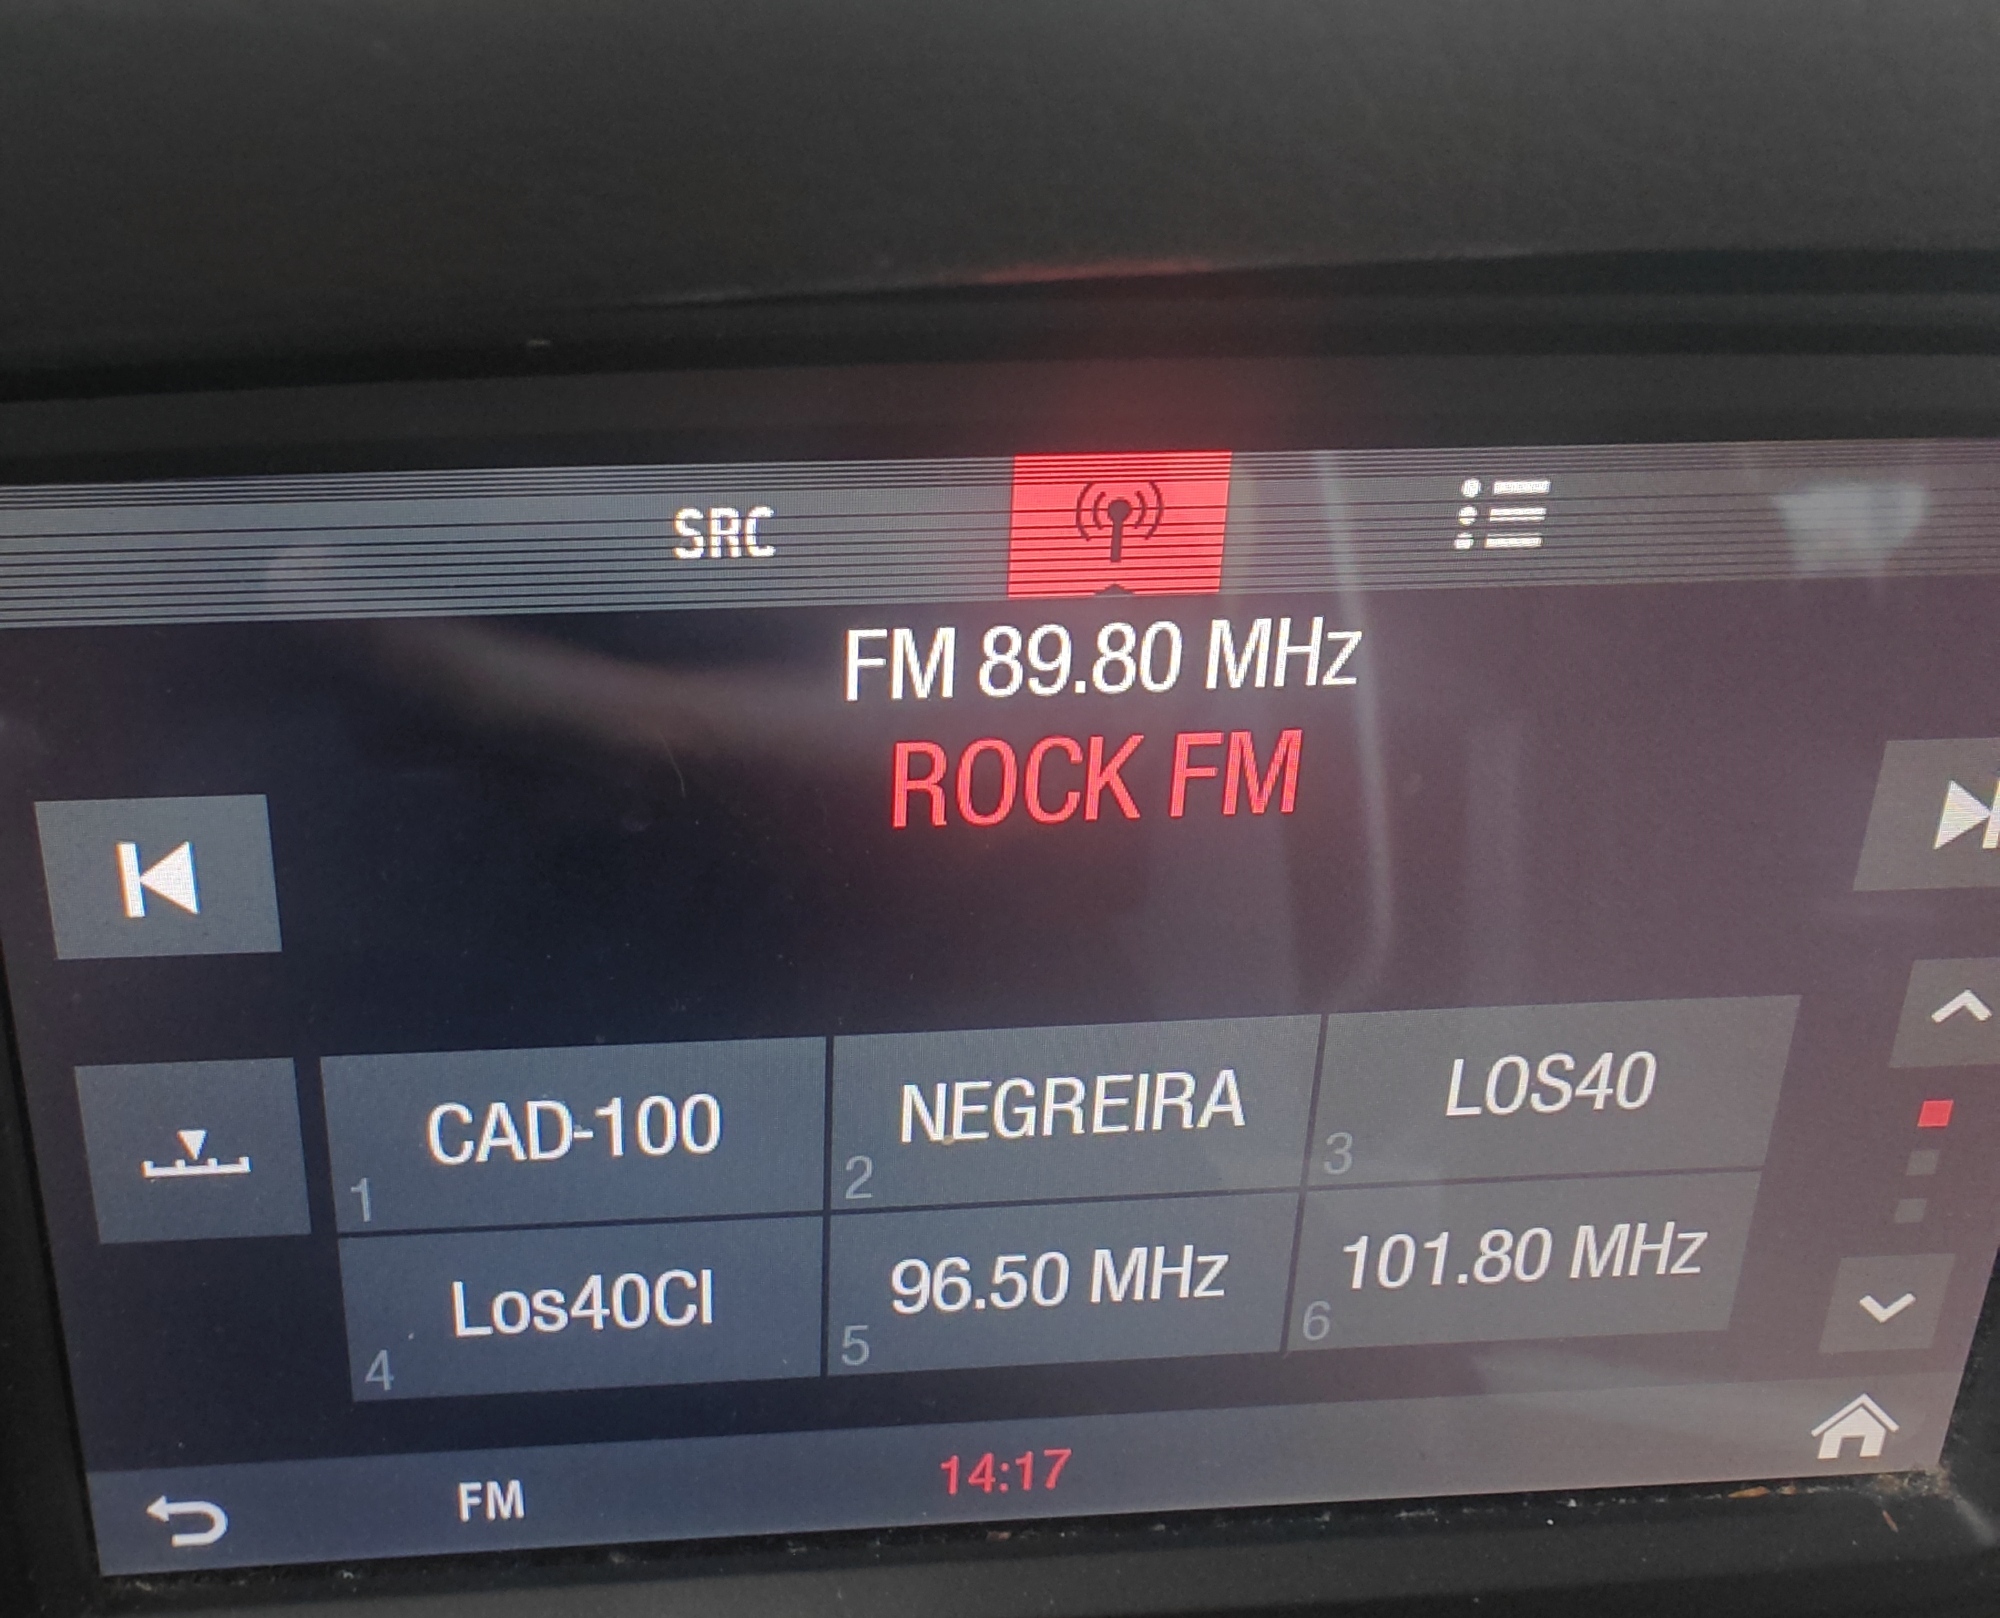 SRC
FM 89.80 MHz
ROCK FM
CAD-100
1
NEGREIRA
2
LOS40
3
Los40Cl
4
96.50 MHz
5
101.80 MHz
6
FM
14:17